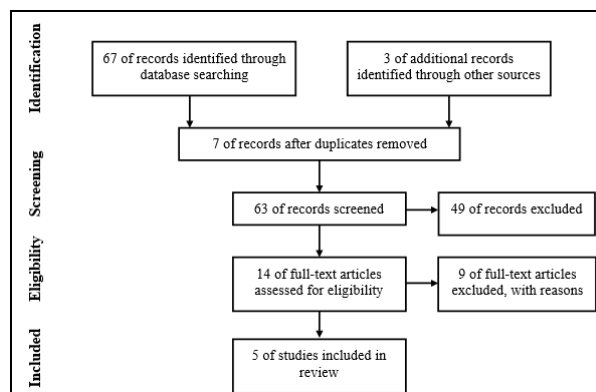 Identification
67 of records identified through
database searching
3 of additional records
identified through other sources
7 of records after duplicates removed
Screening
63 of records screened
49 of records excluded
Eligibility
14 of full-text articles
assessed for eligibility
9 of full-text articles
excluded, with reasons
Included
5 of studies included in
review